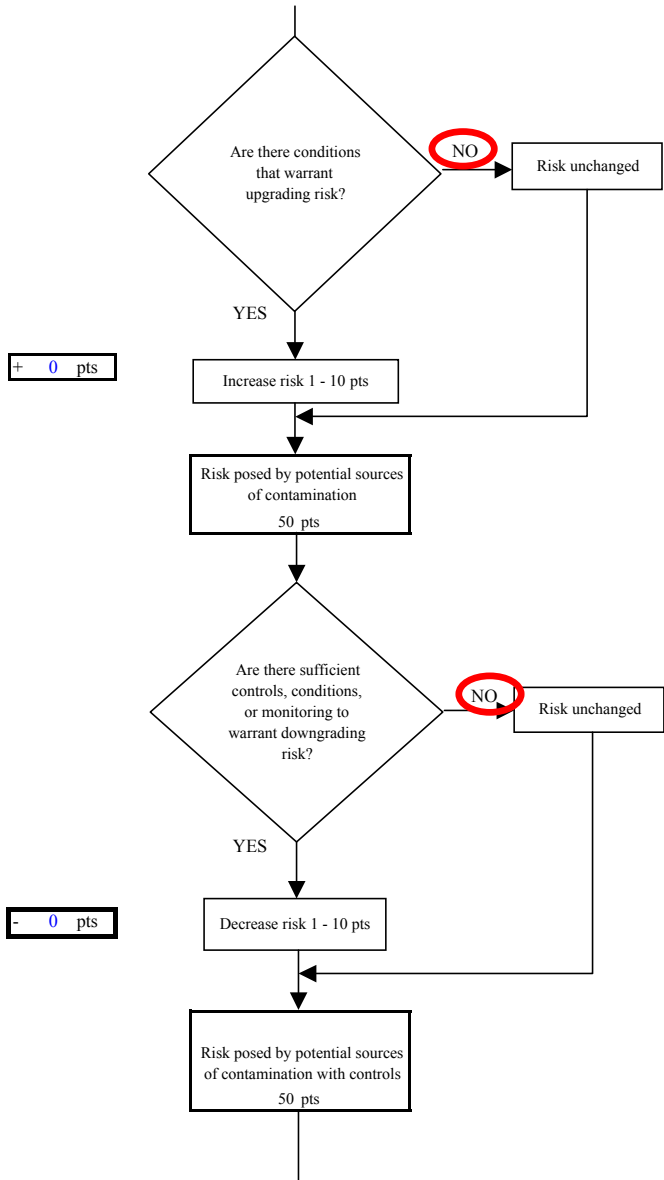 Are there conditions
that warrant
upgrading risk?
NO
Risk unchanged
YES
+ 0 pts
Increase risk 1 - 10 pts
Risk posed by potential sources
of contamination
50 pts
Are there sufficient
controls, conditions,
or monitoring to
warrant downgrading
risk?
NO
Risk unchanged
YES
- 0 pts
Decrease risk 1 - 10 pts
Risk posed by potential sources
of contamination with controls
50 pts